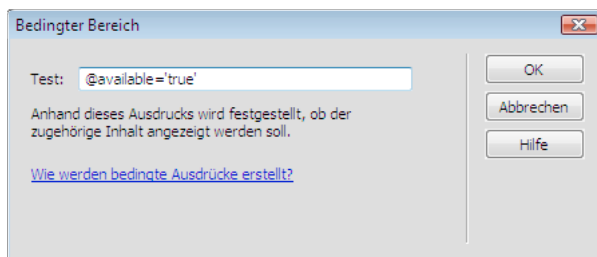 Bedingter Bereich
Test: @available='true'
Anhand dieses Ausdrucks wird festgestellt, ob der
zugehörige Inhalt angezeigt werden soll.
Wie werden bedingte Ausdrücke erstellt?
OK
Abbrechen
Hilfe